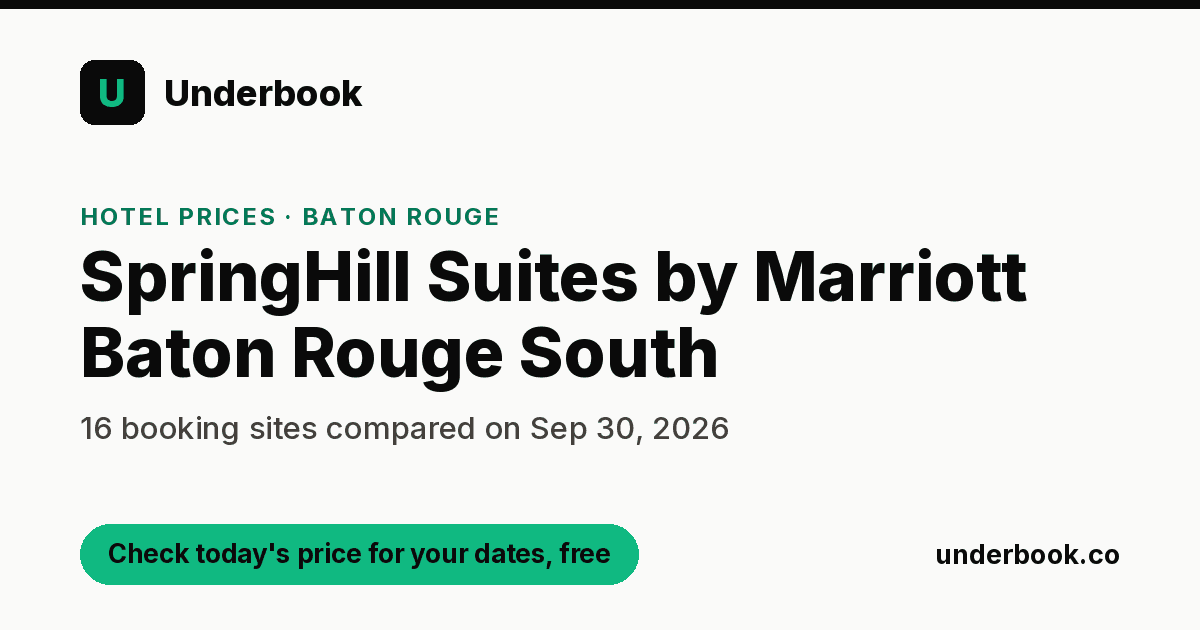 U Underbook
HOTEL PRICES · BATON ROUGE
SpringHill Suites by Marriott
Baton Rouge South
16 booking sites compared on Sep 30, 2026
Check today's price for your dates, free
underbook.co